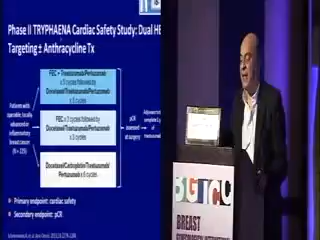 Phase II TRYPHAENA Cardiac Safety Study: Dual HE
Targeting ± Anthracycline Tx
Patients with
operable, locally
advanced or
inflammatory
breast cancer
(N = 225)
FEC + Trastuzumab/Pertuzumab
x 3 cycles followed by
Docetaxel/Trastuzumab/Pertuzumab
x 3 cycles
FEC x 3 cycles followed by
Docetaxel/Trastuzumab/Pertuzumab
x 3 cycles
Docetaxel/Carboplatin/Trastuzumab/
Pertuzumab x 6 cycles
pCR
assessed
at surgery
of
trastuzumab
Primary endpoint: cardiac safety
Secondary endpoint: pCR
BREAST